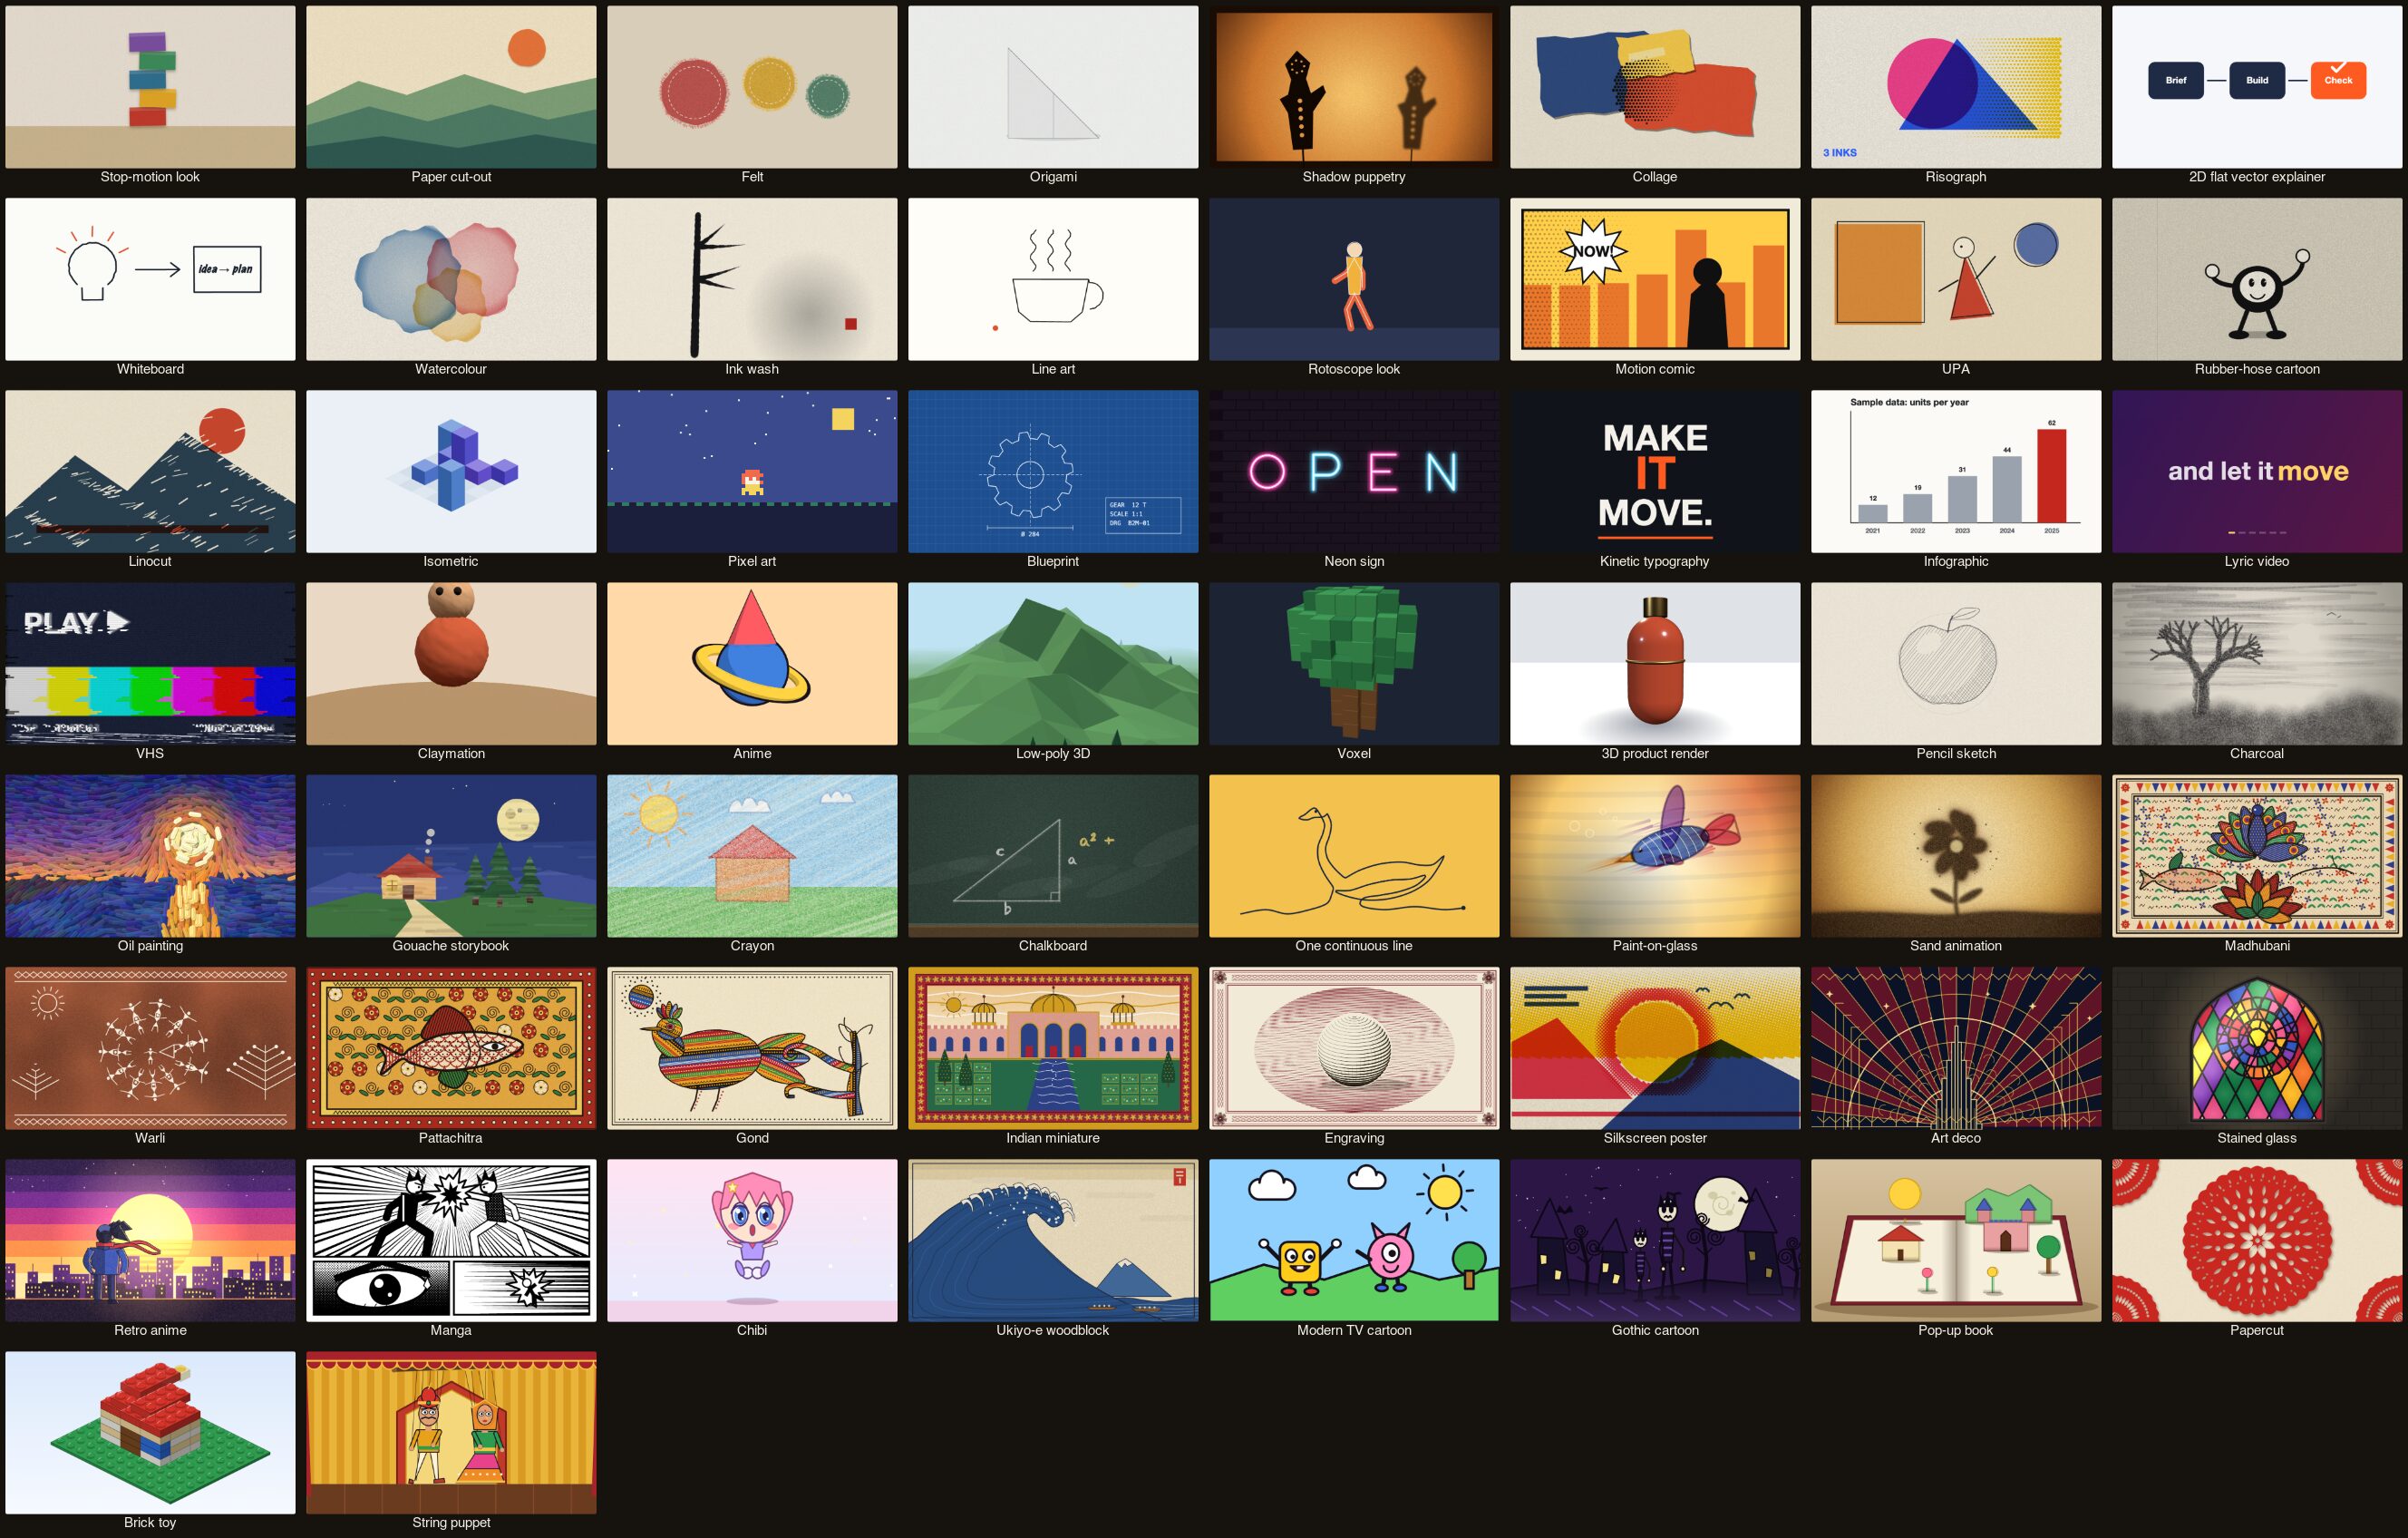 3 INKS
Brief
Build
Check
Stop-motion look
Paper cut-out
Felt
Origami
Shadow puppetry
Collage
Risograph
2D flat vector explainer
idea → plan
NOW!
Whiteboard
Watercolour
Ink wash
Line art
Rotoscope look
Motion comic
UPA
Rubber-hose cartoon
GEAR 12 T
SCALE 1:1
DRG B2M-01
Ø 284
OPEN
MAKE
IT
MOVE.
Sample data: units per year
12
19
31
44
62
2021
2022
2023
2024
2025
and let it move
Linocut
Isometric
Pixel art
Blueprint
Neon sign
Kinetic typography
Infographic
Lyric video
PLAY
VHS
Claymation
Anime
Low-poly 3D
Voxel
3D product render
Pencil sketch
Charcoal
c
a
b
a² +
Oil painting
Gouache storybook
Crayon
Chalkboard
One continuous line
Paint-on-glass
Sand animation
Madhubani
Warli
Pattachitra
Gond
Indian miniature
Engraving
Silkscreen poster
Art deco
Stained glass
Retro anime
Manga
Chibi
Ukiyo-e woodblock
Modern TV cartoon
Gothic cartoon
Pop-up book
Papercut
Brick toy
String puppet